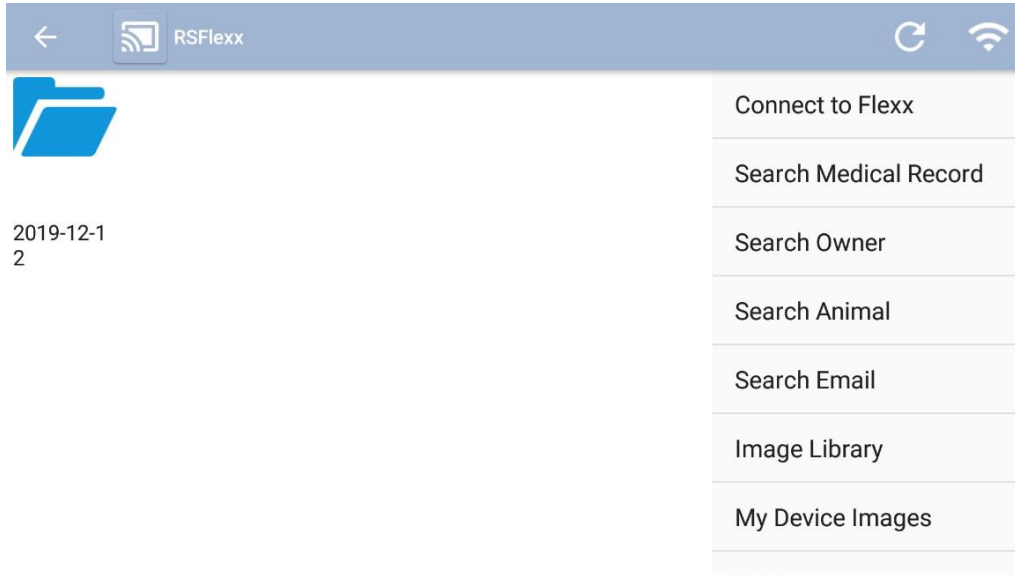 RSFlexx
2019-12-1
2
Connect to Flexx
Search Medical Record
Search Owner
Search Animal
Search Email
Image Library
My Device Images